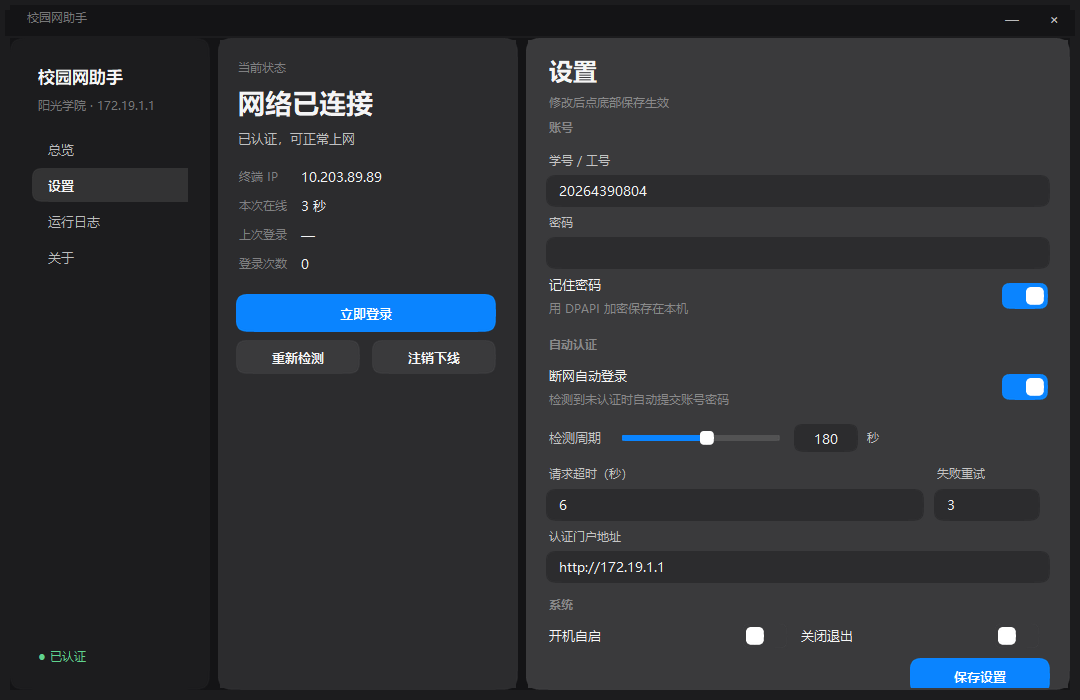 校园网助手
校园网助手
阳光学院 · 172.19.1.1
总览
设置
运行日志
关于
已认证
当前状态
网络已连接
已认证，可正常上网
终端 IP 10.203.89.89
本次在线 3 秒
上次登录 —
登录次数 0
立即登录
重新检测 注销下线
设置
修改后点底部保存生效
账号
学号 / 工号
20264390804
密码
记住密码
用 DPAPI 加密保存在本机
自动认证
断网自动登录
检测到未认证时自动提交账号密码
检测周期 180 秒
请求超时（秒） 失败重试
6 3
认证门户地址
http://172.19.1.1
系统
开机自启 关闭退出
保存设置